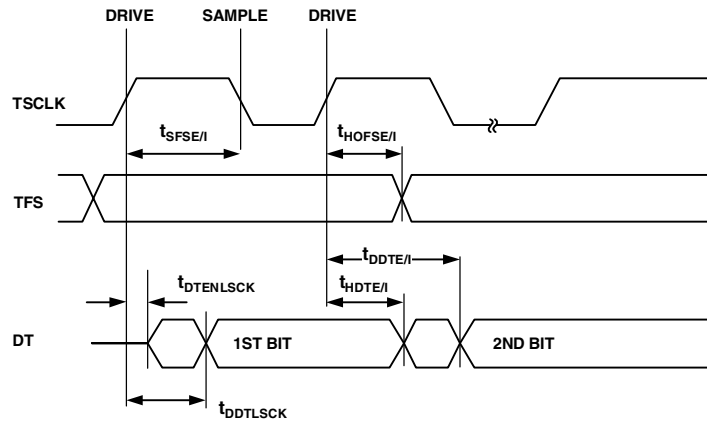 DRIVE SAMPLE DRIVE
TSCLK
tSFSE/I tHOFSE/I
TFS
tDDTE/I
tDTENLSCK tHDTE/I
DT 1ST BIT 2ND BIT
tDDTLSCK